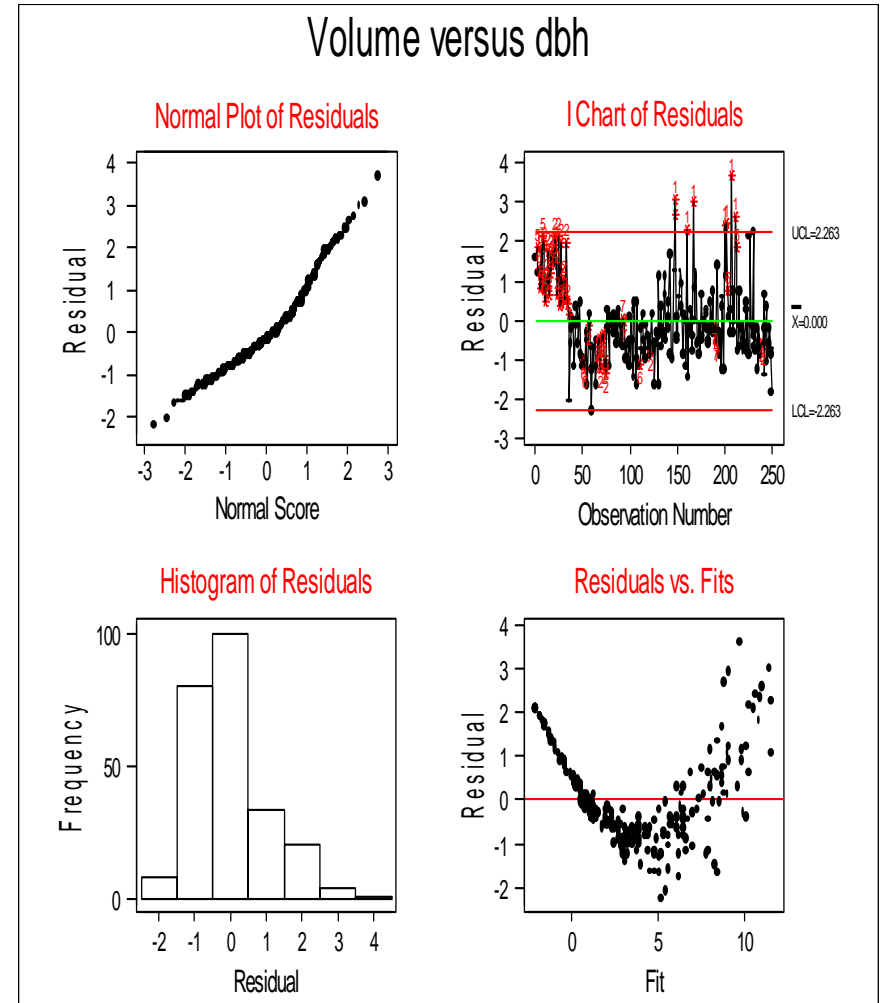 Volume versus dbh
Normal Plot of Residuals
4
3
2
1
0
-1
-2
Residual
-3 -2 -1 0 1 2 3
Normal Score
I Chart of Residuals
4
3
2
1
0
-1
-2
-3
Residual
UCL=2.263
X=0.000
LCL=-2.263
0 50 100 150 200 250
Observation Number
Histogram of Residuals
100
50
0
Frequency
-2 -1 0 1 2 3 4
Residual
Residuals vs. Fits
4
3
2
1
0
-1
-2
Residual
0 5 10
Fit